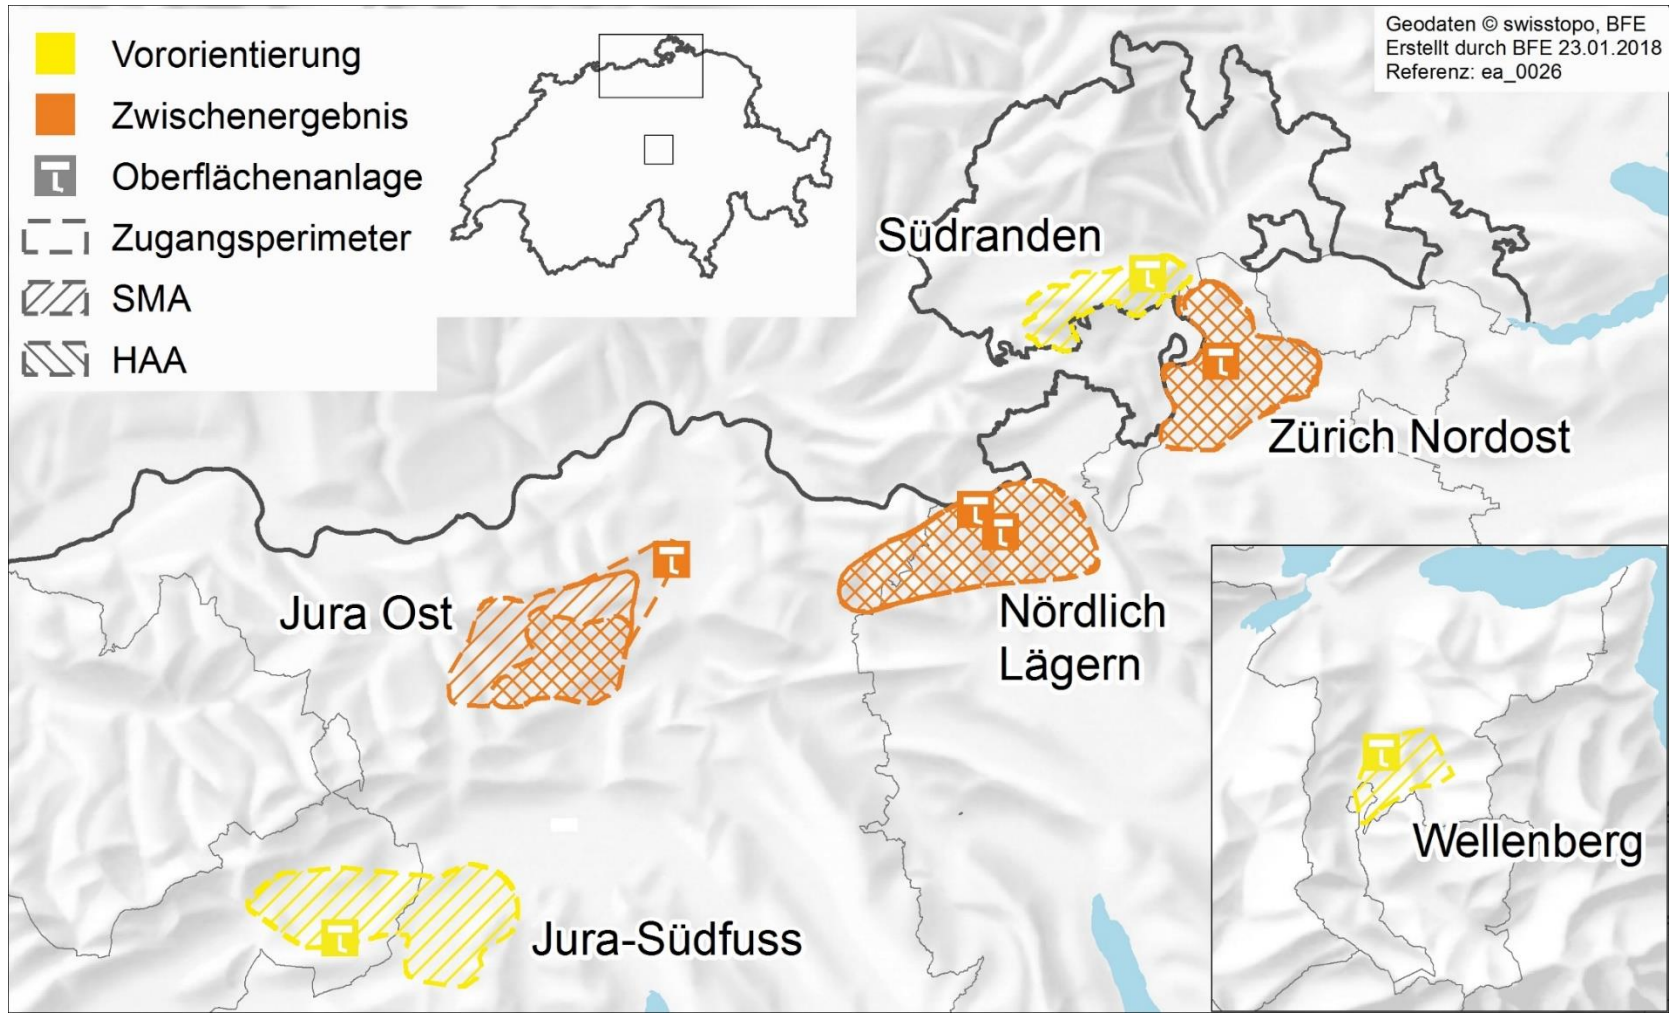 Vororientierung
Zwischenergebnis
Oberflächenanlage
Zugangsperimeter
SMA
HAA
Geodaten © swisstopo, BFE
Erstellt durch BFE 23.01.2018
Referenz: ea_0026
Südranden
Zürich Nordost
Jura Ost
Nördlich
Lägern
Wellenberg
Jura-Südfuss